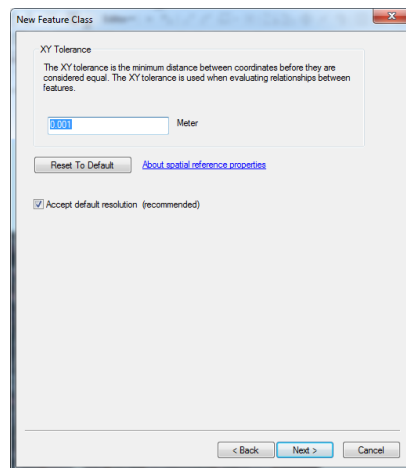 New Feature Class
XY Tolerance
The XY tolerance is the minimum distance between coordinates before they are
considered equal. The XY tolerance is used when evaluating relationships between
features.
0.001 Meter
Reset To Default About spatial reference properties
Accept default resolution (recommended)
< Back Next > Cancel